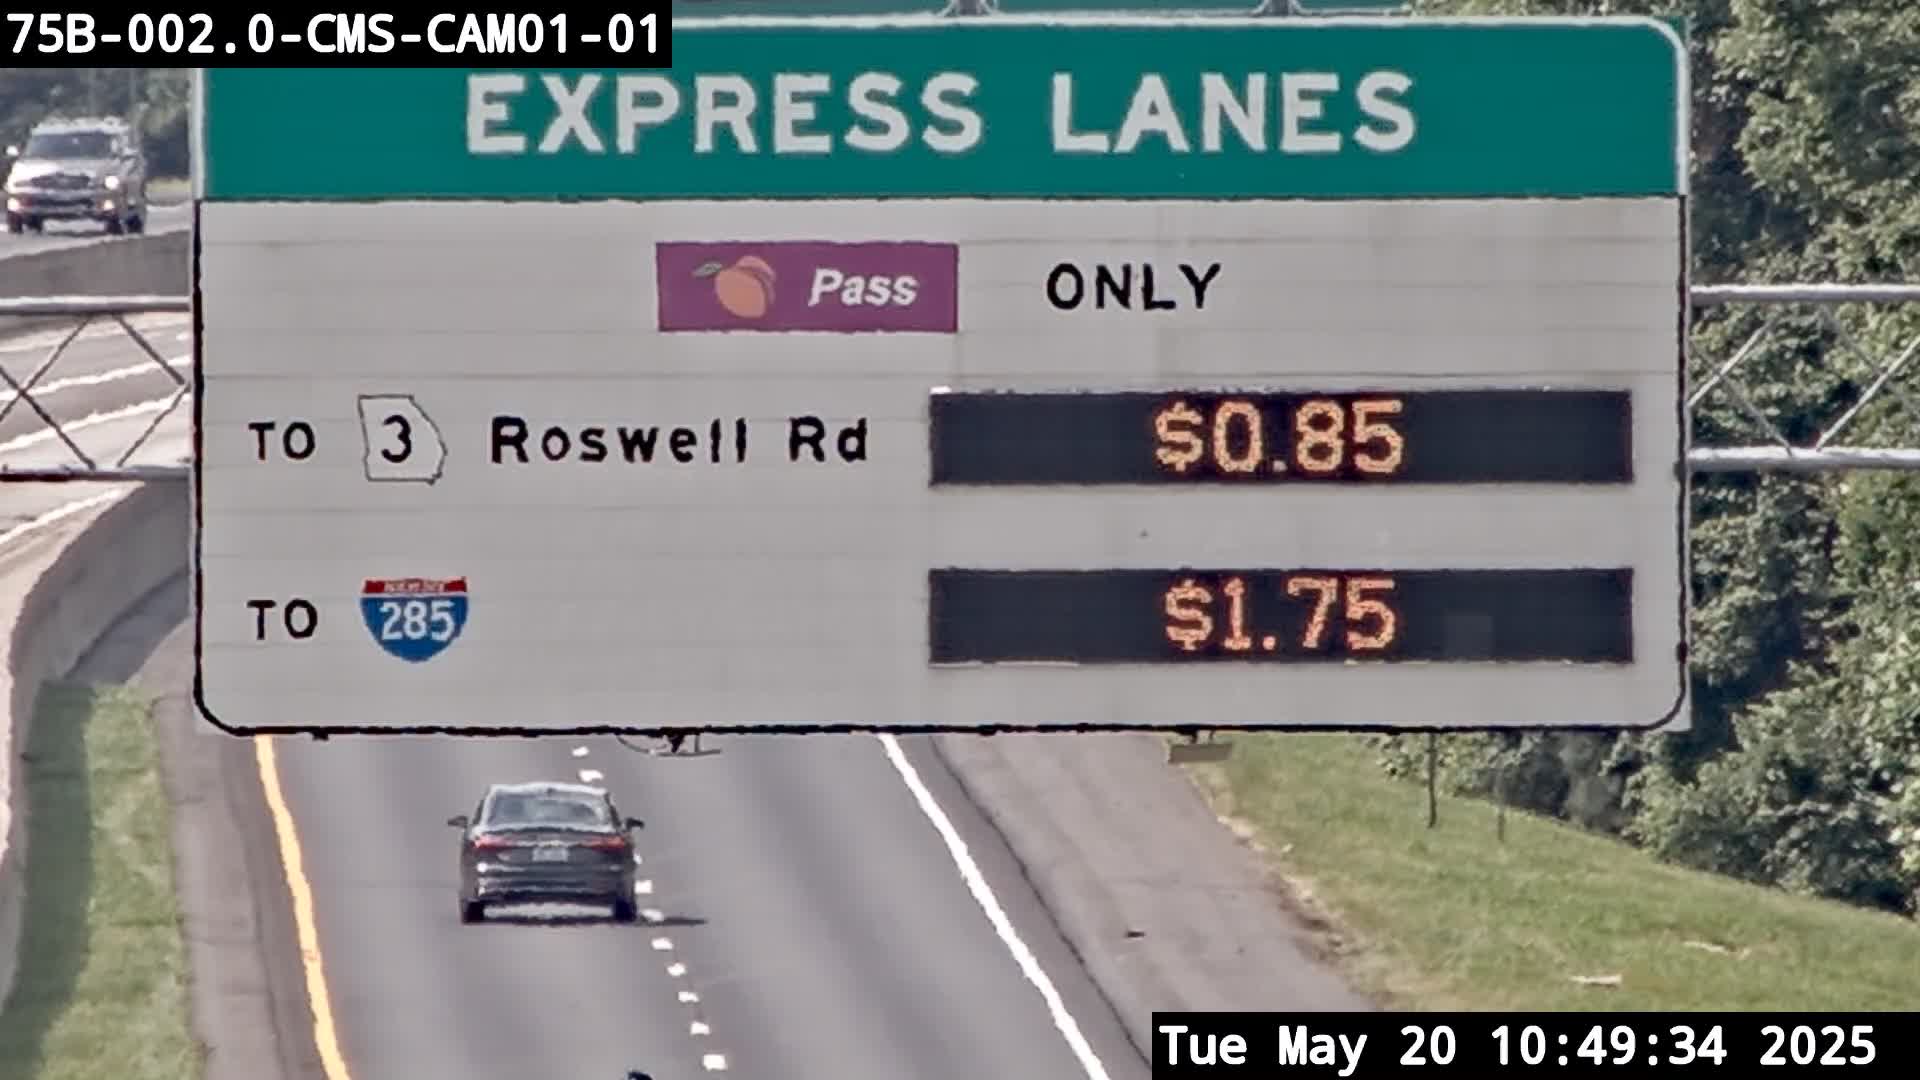 75B-002.0-CMS-CAM01-01
EXPRESS LANES
Pass ONLY
TO 3 Roswell Rd $0.85
TO 285 $1.75
Tue May 20 10:49:34 2025